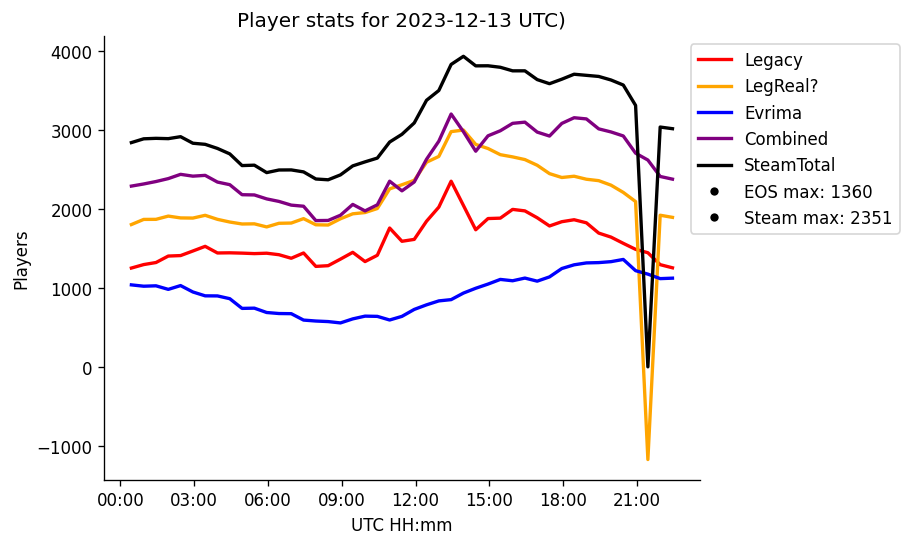 Player stats for 2023-12-13 UTC)
4000
3000
2000
1000
0
−1000
Players
00:00 03:00 06:00 09:00 12:00 15:00 18:00 21:00
UTC HH:mm
Legacy
LegReal?
Evrima
Combined
SteamTotal
EOS max: 1360
Steam max: 2351